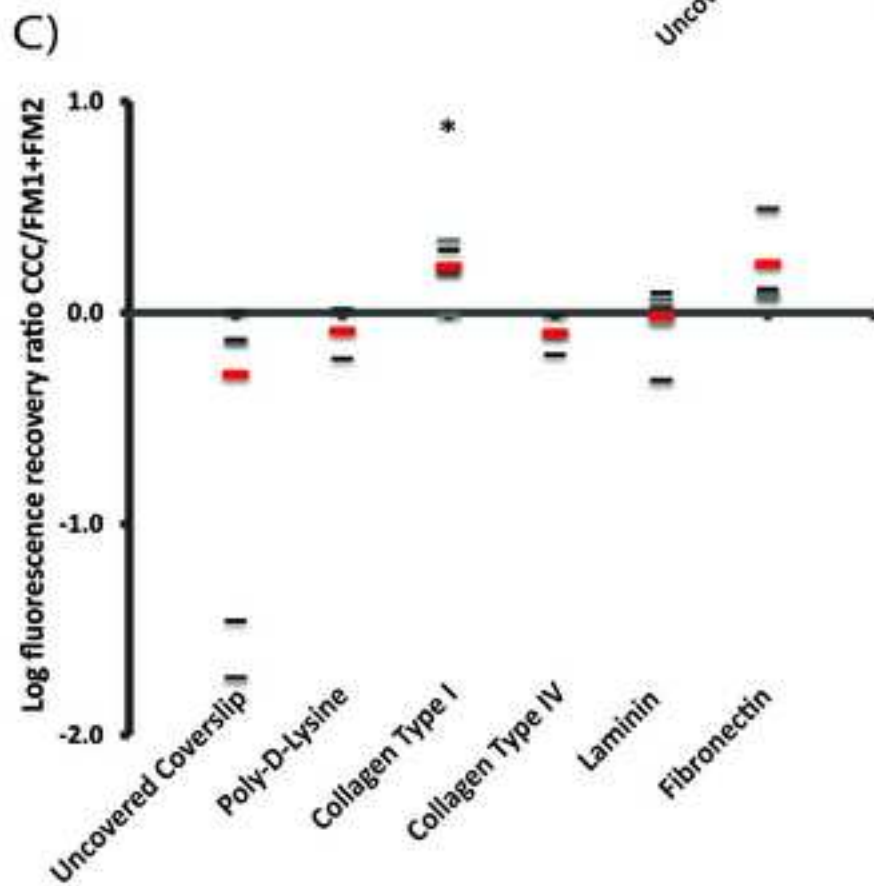 C)
Unco
Log fluorescence recovery ratio CCC/FM1+FM2
1.0
*
0.0
-1.0
-2.0
Uncovered Coverslip
Poly-D-Lysine
Collagen Type I
Collagen Type IV
Laminin
Fibronectin